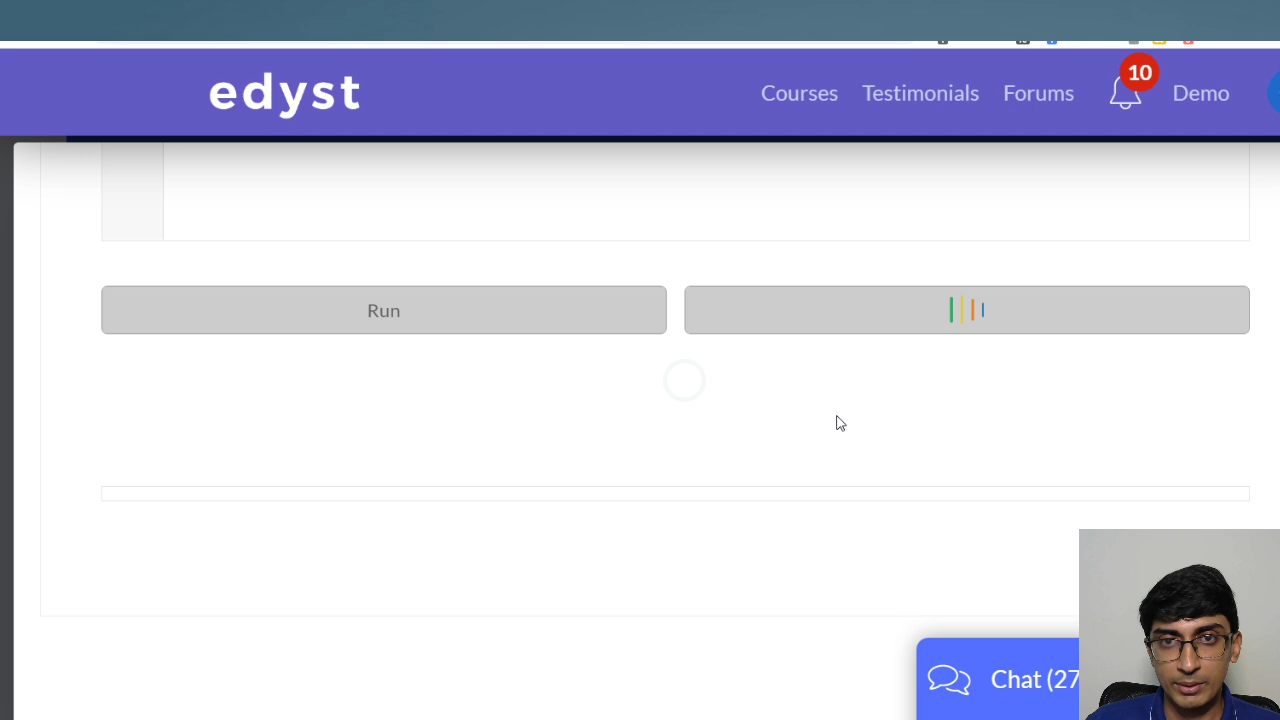 edyst
Courses
Testimonials
Forums
10
Demo
Run
Chat (27